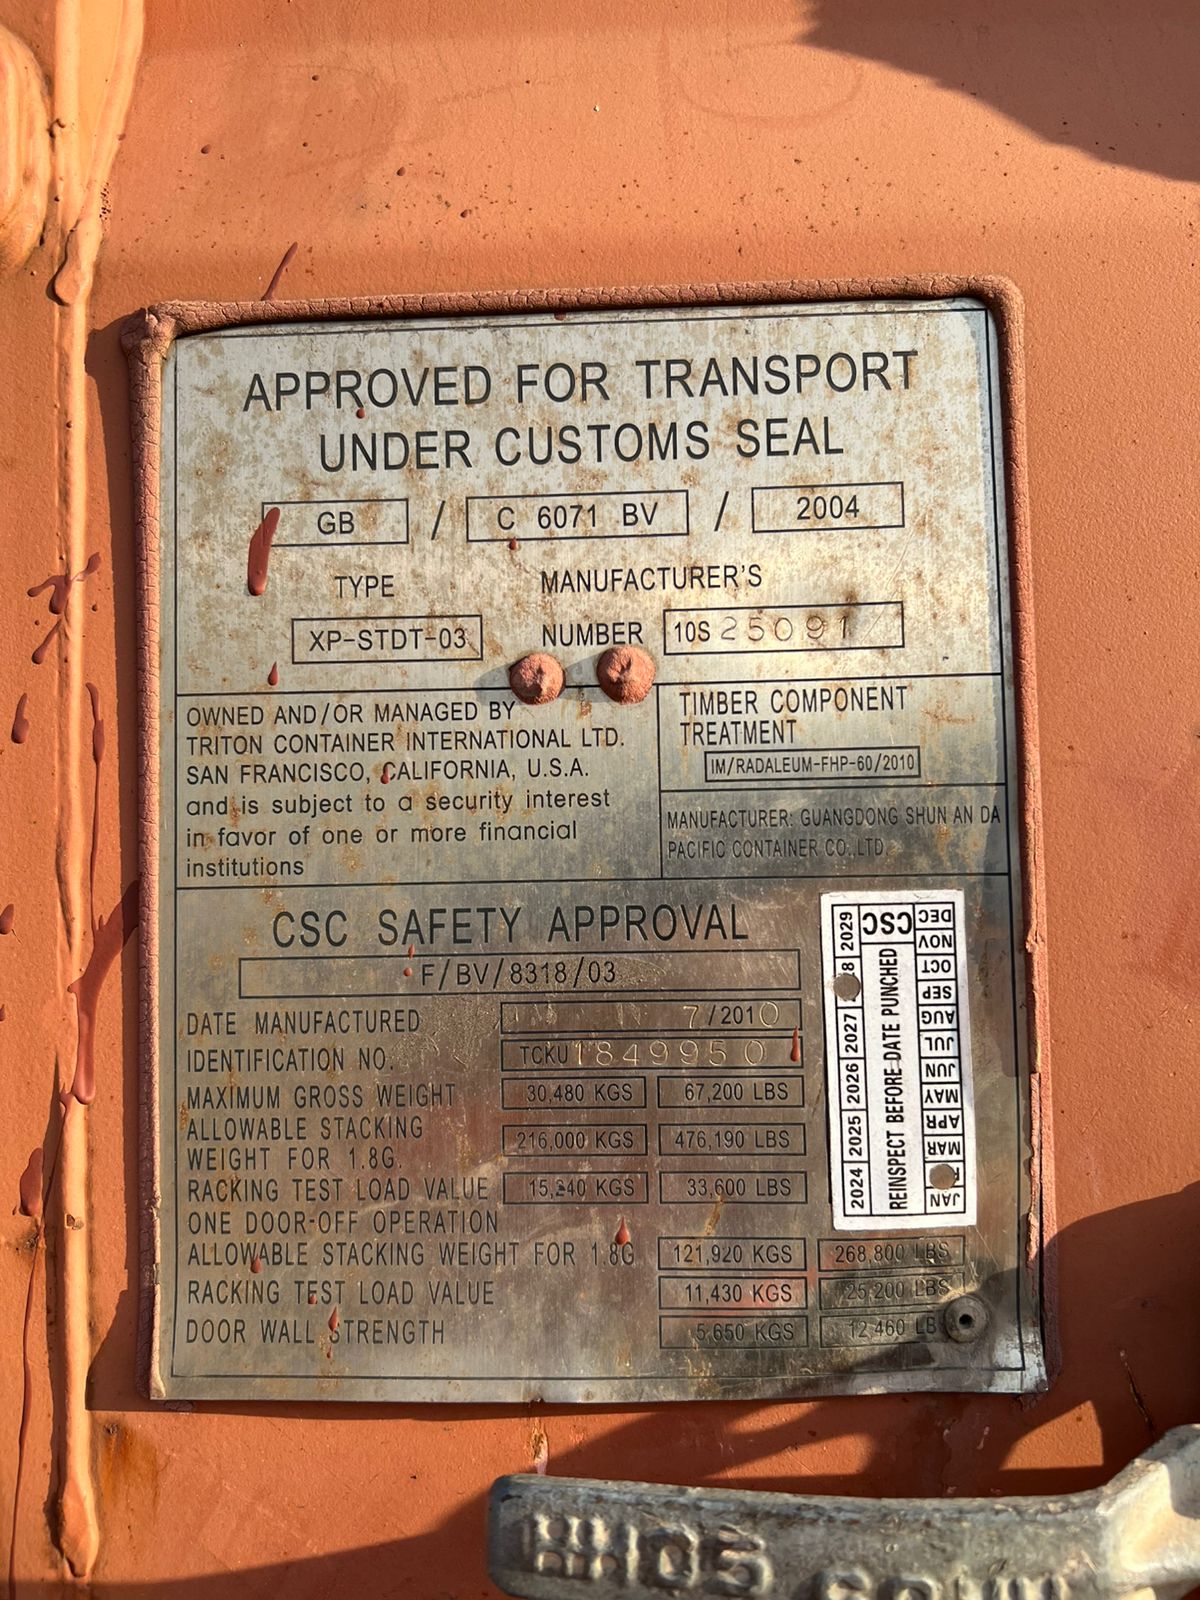 APPROVED FOR TRANSPORT
UNDER CUSTOMS SEAL
GB / C 6071 BV / 2004
TYPE MANUFACTURER'S
XP-STDT-03 NUMBER 10S 25091
OWNED AND/OR MANAGED BY
TRITON CONTAINER INTERNATIONAL LTD.
SAN FRANCISCO, CALIFORNIA, U.S.A.
and is subject to a security interest
in favor of one or more financial
institutions
TIMBER COMPONENT
TREATMENT
IM/RADALEUM-FHP-60/2010
MANUFACTURER: GUANGDONG SHUN AN DA
PACIFIC CONTAINER CO.,LTD.
CSC SAFETY APPROVAL
F/BV/8318/03
DATE MANUFACTURED 7/2010
IDENTIFICATION NO. TCKU 1849950
MAXIMUM GROSS WEIGHT 30,480 KGS 67,200 LBS
ALLOWABLE STACKING
WEIGHT FOR 1.8G. 216,000 KGS 476,190 LBS
RACKING TEST LOAD VALUE 15,240 KGS 33,600 LBS
ONE DOOR-OFF OPERATION
ALLOWABLE STACKING WEIGHT FOR 1.8G 121,920 KGS 268,800 LBS
RACKING TEST LOAD VALUE 11,430 KGS 25,200 LBS
DOOR WALL STRENGTH 5,650 KGS 12,460 LB
2024 2025 2026 2027 8 2029
REINSPECT BEFORE DATE PUNCHED
CSC
JAN F MAR APR MAY JUN JUL AUG SEP OCT NOV DEC